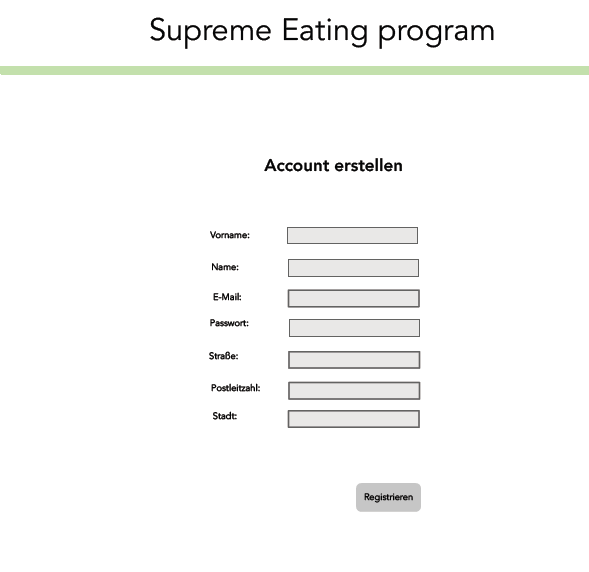 Supreme Eating program
Account erstellen
Vorname:
Name:
E-Mail:
Passwort:
Straße:
Postleitzahl:
Stadt:
Registrieren